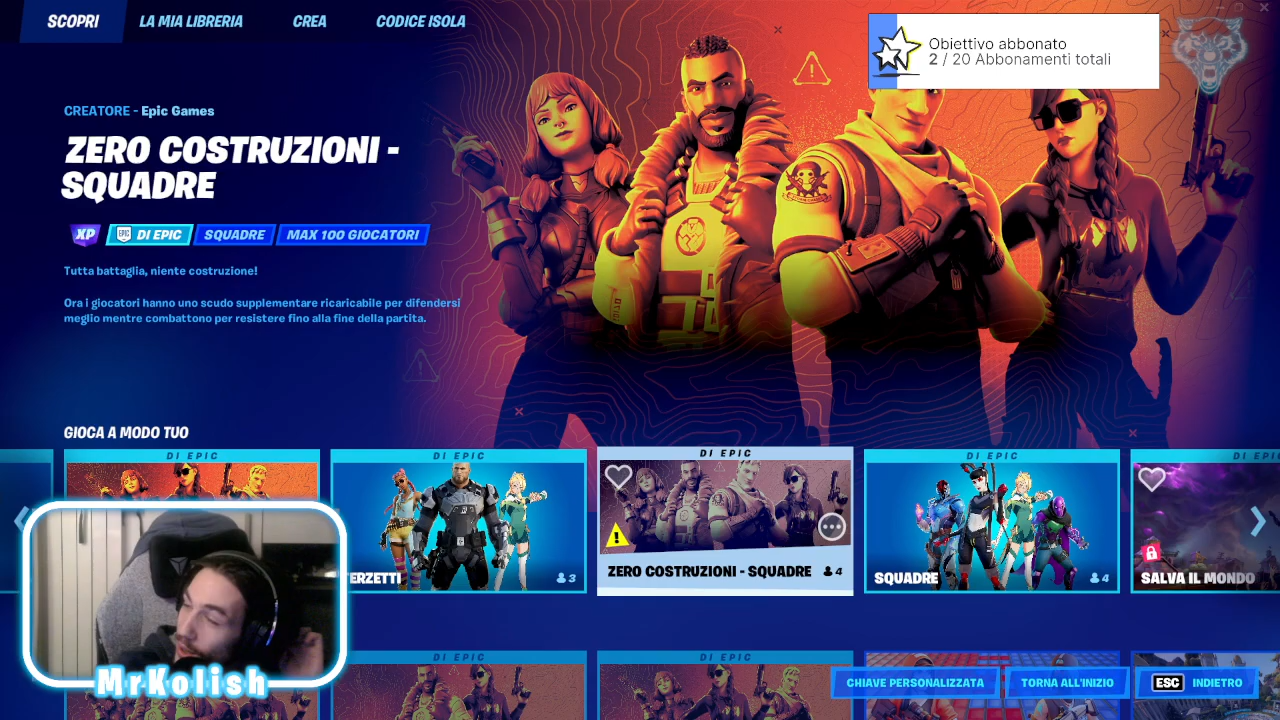 SCOPRI
LA MIA LIBRERIA
CREA
CODICE ISOLA
Obiettivo abbonato
2 / 20 Abbonamenti totali
CREATORE - Epic Games
ZERO COSTRUZIONI -
SQUADRE
XP
EPIC
DI EPIC
SQUADRE
MAX 100 GIOCATORI
Tutta battaglia, niente costruzione!
Ora i giocatori hanno uno scudo supplementare ricaricabile per difendersi
meglio mentre combattono per resistere fino alla fine della partita.
GIOCA A MODO TUO
DI EPIC
DI EPIC
DI EPIC
DI EPIC
DI EPIC
TERZETTI
3
ZERO COSTRUZIONI - SQUADRE
4
SQUADRE
4
SALVA IL MONDO
MrKolish
DI EPIC
DI EPIC
CHIAVE PERSONALIZZATA
TORNA ALL'INIZIO
ESC INDIETRO